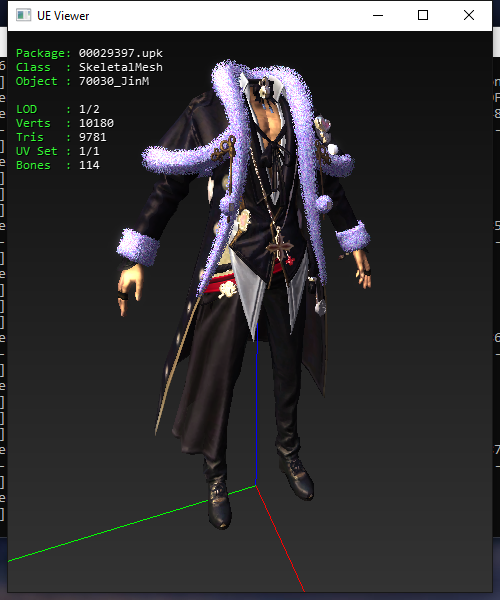 UE Viewer
Package: 00029397.upk
Class : SkeletalMesh
Object : 70030_JinM
LOD : 1/2
Verts : 10180
Tris : 9781
UV Set : 1/1
Bones : 114